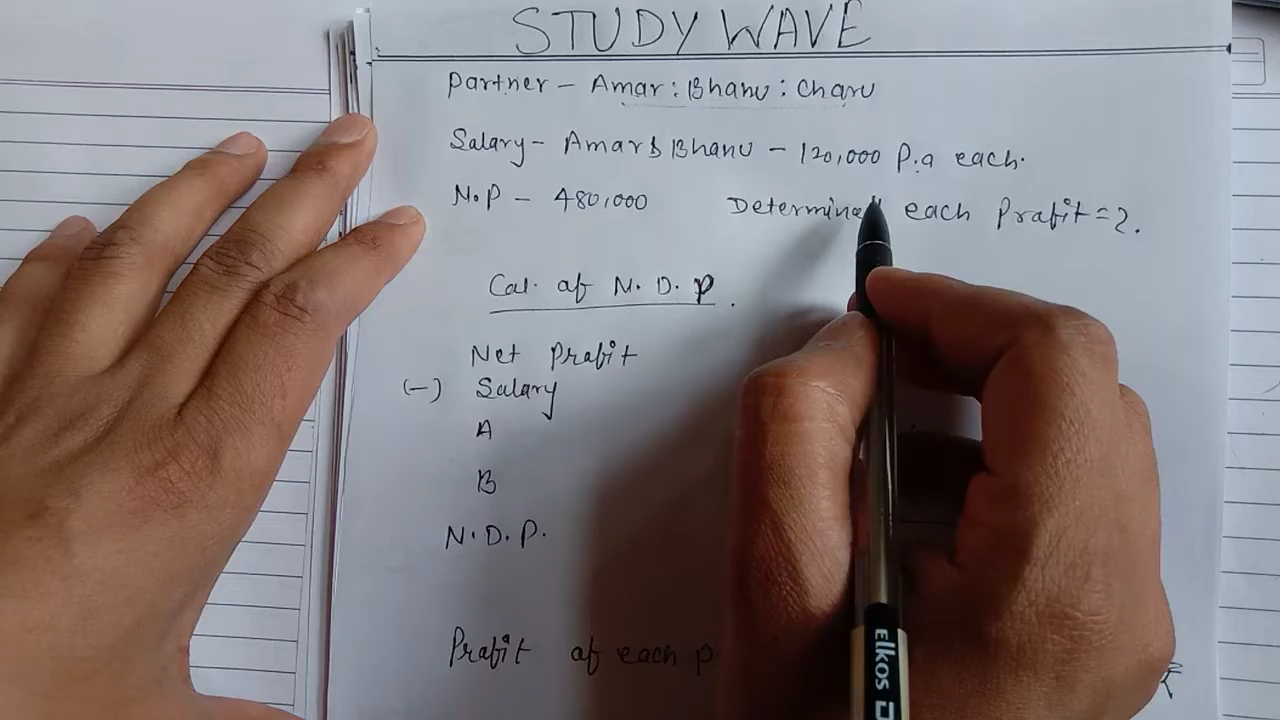 STUDY WAVE
Partner - Amar : Bhanu : Charu
Salary - Amar & Bhanu - 120,000 P.a each.
N.P - 480,000 Determine each Profit = ?.
Cal. of N. D. P.
Net Profit
(-) Salary
A
B
N. D. P.
Profit of each p
elkos